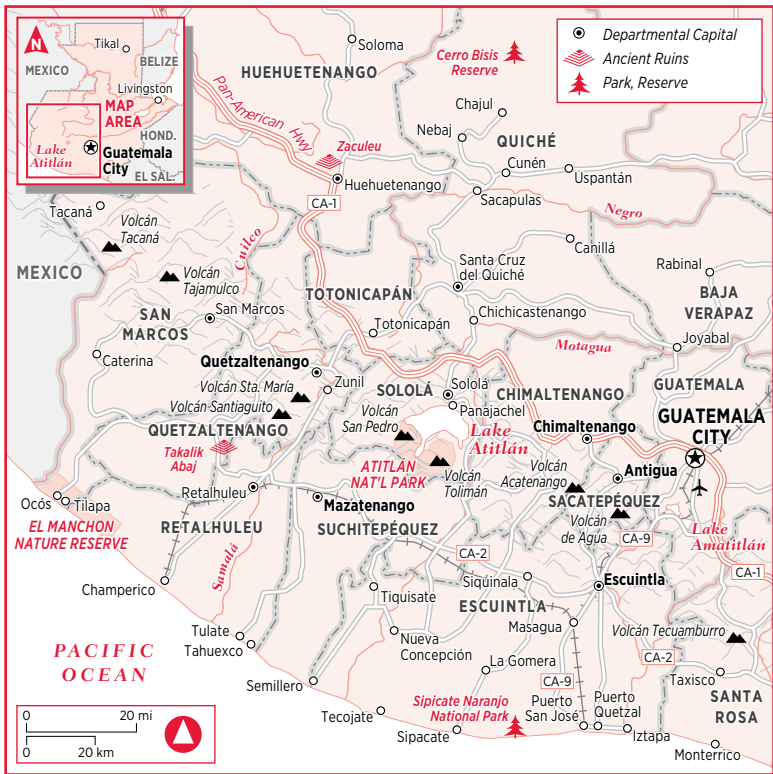 N
Tikal
BELIZE
MEXICO
Livingston
MAP
AREA
HOND.
Lake
Atitlán
Guatemala
City
EL SAL.
Departmental Capital
Ancient Ruins
Park, Reserve
Soloma
Cerro Bisis
Reserve
HUEHUETENANGO
Pan-American Hwy
Chajul
Nebaj
QUICHÉ
Zaculeu
Cunén
Uspantán
Huehuetenango
Sacapulas
CA-1
Negro
Tacaná
Volcán
Tacaná
Cuilco
Canillá
MEXICO
Volcán
Tajamulco
Santa Cruz
del Quiché
Rabinal
TOTONICAPÁN
BAJA
VERAPAZ
SAN
MARCOS
San Marcos
Totonicapán
Chichicastenango
Joyabal
Motagua
Caterina
Quetzaltenango
Zunil
GUATEMALA
Volcán Sta. María
SOLOLÁ
Sololá
CHIMALTENANGO
Volcán Santiaguito
Panajachel
Volcán
San Pedro
GUATEMALA
CITY
QUETZALTENANGO
Lake
Atitlán
Chimaltenango
Takalik
Abaj
ATITLÁN
NAT'L PARK
Volcán
Tolimán
Volcán
Acatenango
Antigua
Retalhuleu
Mazatenango
SACATEPÉQUEZ
Ocós
Tilapa
EL MANCHON
NATURE RESERVE
RETALHULEU
SUCHITEPÉQUEZ
Volcán
de Agua
CA-9
Lake
Amatitlán
Samalá
CA-2
CA-1
Champerico
Siquinala
Escuintla
Tiquisate
ESCUINTLA
Tulate
Tahuexco
Nueva
Concepción
Masagua
Volcán Tecuamburro
PACIFIC
OCEAN
La Gomera
CA-2
Semillero
CA-9
Taxisco
Sipicate Naranjo
National Park
Puerto
San José
Puerto
Quetzal
SANTA
ROSA
Tecojate
Sipacate
Iztapa
Monterrico
0
20 mi
0
20 km